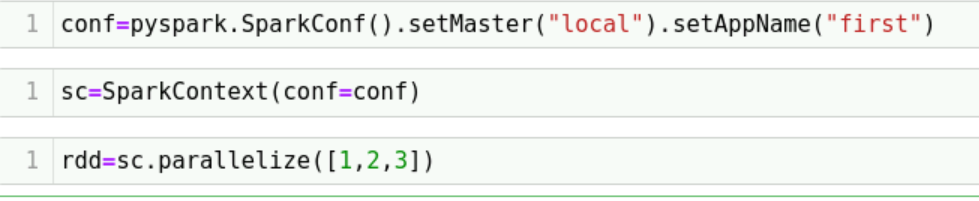 1 conf=pyspark.SparkConf().setMaster("local").setAppName("first")
1 sc=SparkContext(conf=conf)
1 rdd=sc.parallelize([1,2,3])